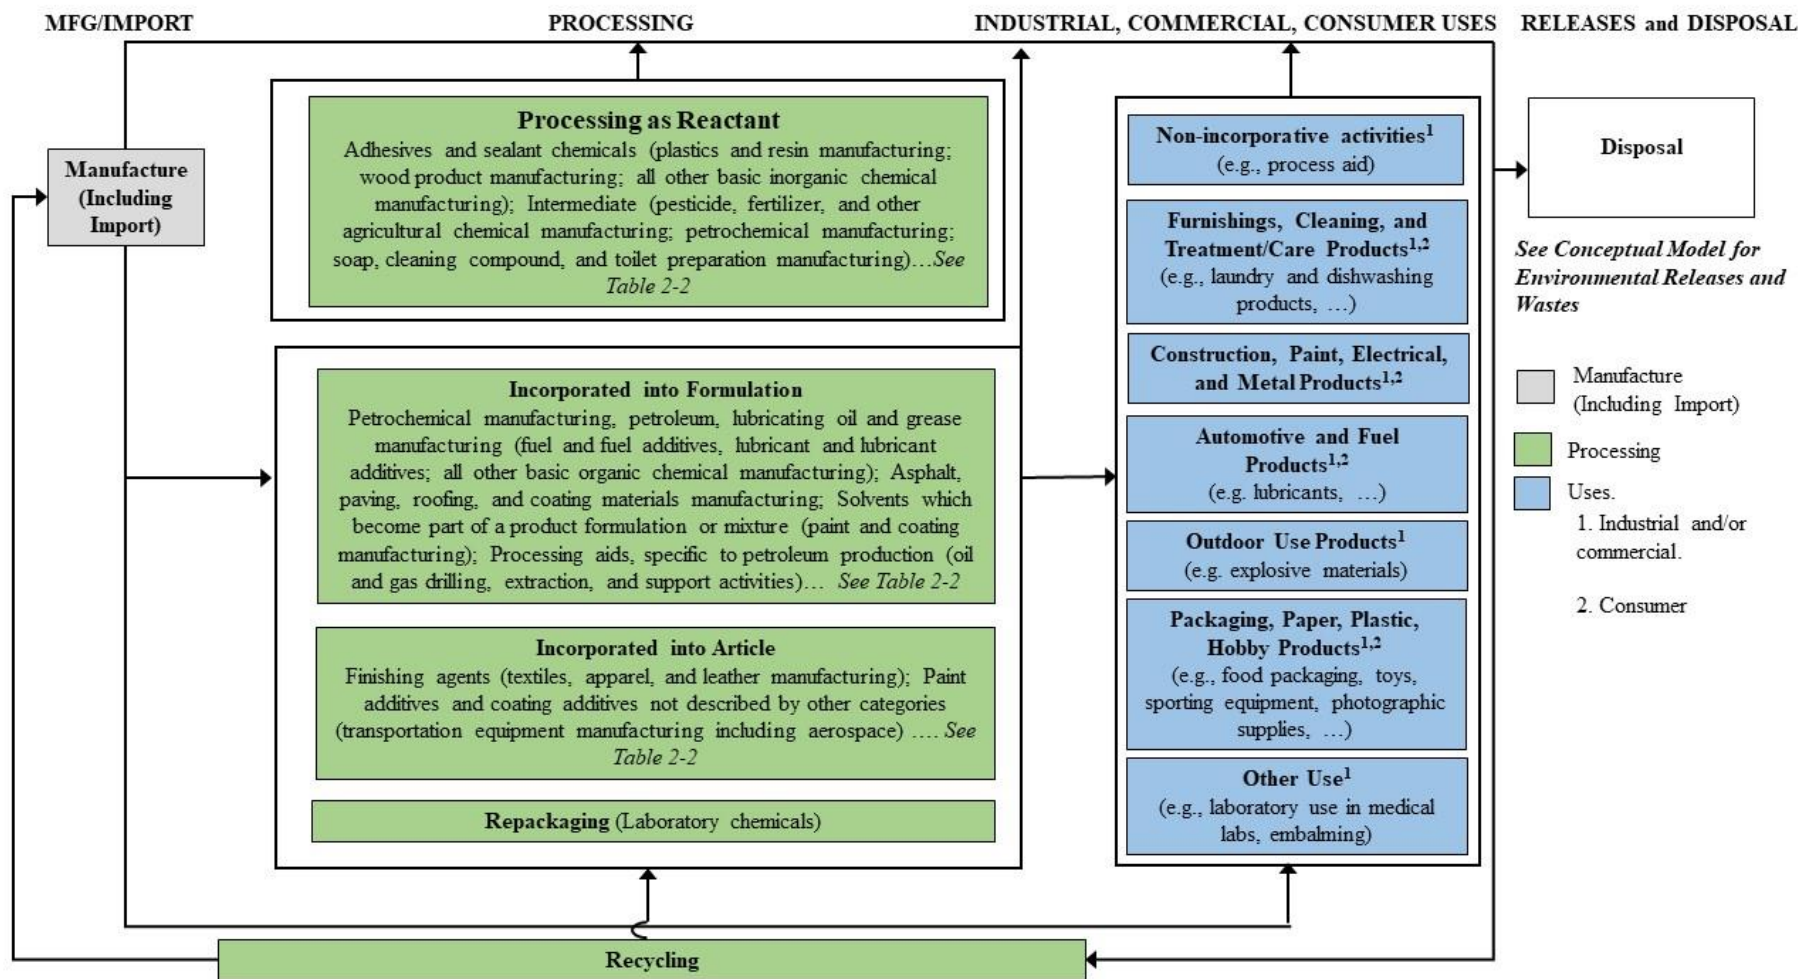 MFG/IMPORT
PROCESSING
INDUSTRIAL, COMMERCIAL, CONSUMER USES
RELEASES and DISPOSAL
Manufacture
(Including
Import)
Processing as Reactant
Adhesives and sealant chemicals (plastics and resin manufacturing;
wood product manufacturing; all other basic inorganic chemical
manufacturing); Intermediate (pesticide, fertilizer, and other
agricultural chemical manufacturing; petrochemical manufacturing;
soap, cleaning compound, and toilet preparation manufacturing)…See
Table 2-2
Incorporated into Formulation
Petrochemical manufacturing, petroleum, lubricating oil and grease
manufacturing (fuel and fuel additives, lubricant and lubricant
additives; all other basic organic chemical manufacturing); Asphalt,
paving, roofing, and coating materials manufacturing; Solvents which
become part of a product formulation or mixture (paint and coating
manufacturing); Processing aids, specific to petroleum production (oil
and gas drilling, extraction, and support activities)… See Table 2-2
Incorporated into Article
Finishing agents (textiles, apparel, and leather manufacturing); Paint
additives and coating additives not described by other categories
(transportation equipment manufacturing including aerospace) …. See
Table 2-2
Repackaging (Laboratory chemicals)
Recycling
Non-incorporative activities¹
(e.g., process aid)
Furnishings, Cleaning, and
Treatment/Care Products¹,²
(e.g., laundry and dishwashing
products, …)
Construction, Paint, Electrical,
and Metal Products¹,²
Automotive and Fuel
Products¹,²
(e.g. lubricants, …)
Outdoor Use Products¹
(e.g. explosive materials)
Packaging, Paper, Plastic,
Hobby Products¹,²
(e.g., food packaging, toys,
sporting equipment, photographic
supplies, …)
Other Use¹
(e.g., laboratory use in medical
labs, embalming)
Disposal
See Conceptual Model for
Environmental Releases and
Wastes
Manufacture
(Including Import)
Processing
Uses.
1. Industrial and/or
commercial.
2. Consumer